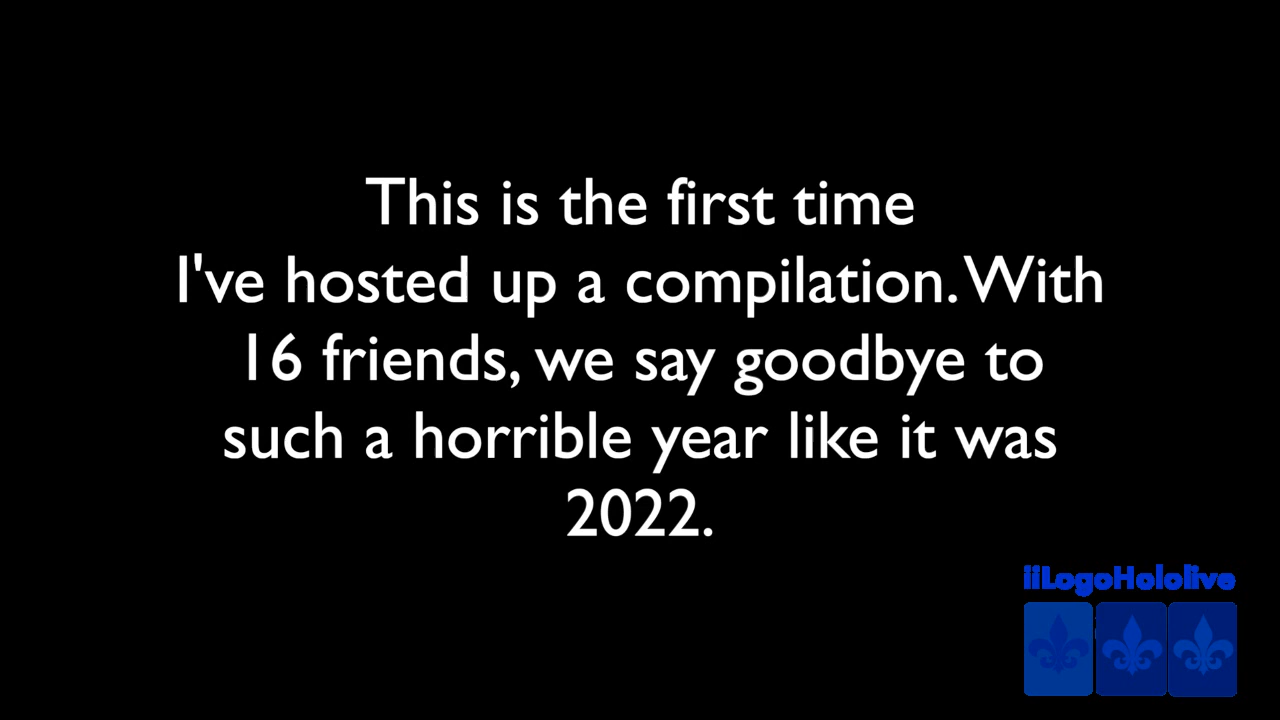 This is the first time
I've hosted up a compilation. With
16 friends, we say goodbye to
such a horrible year like it was
2022.
iiLogoHololive